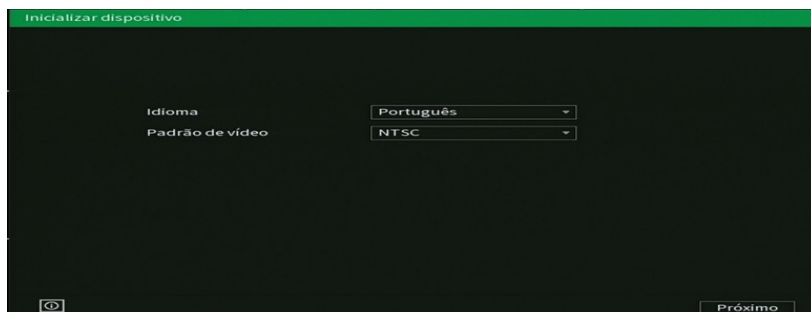 Inicializar dispositivo
Idioma Português
Padrão de vídeo NTSC
Próximo